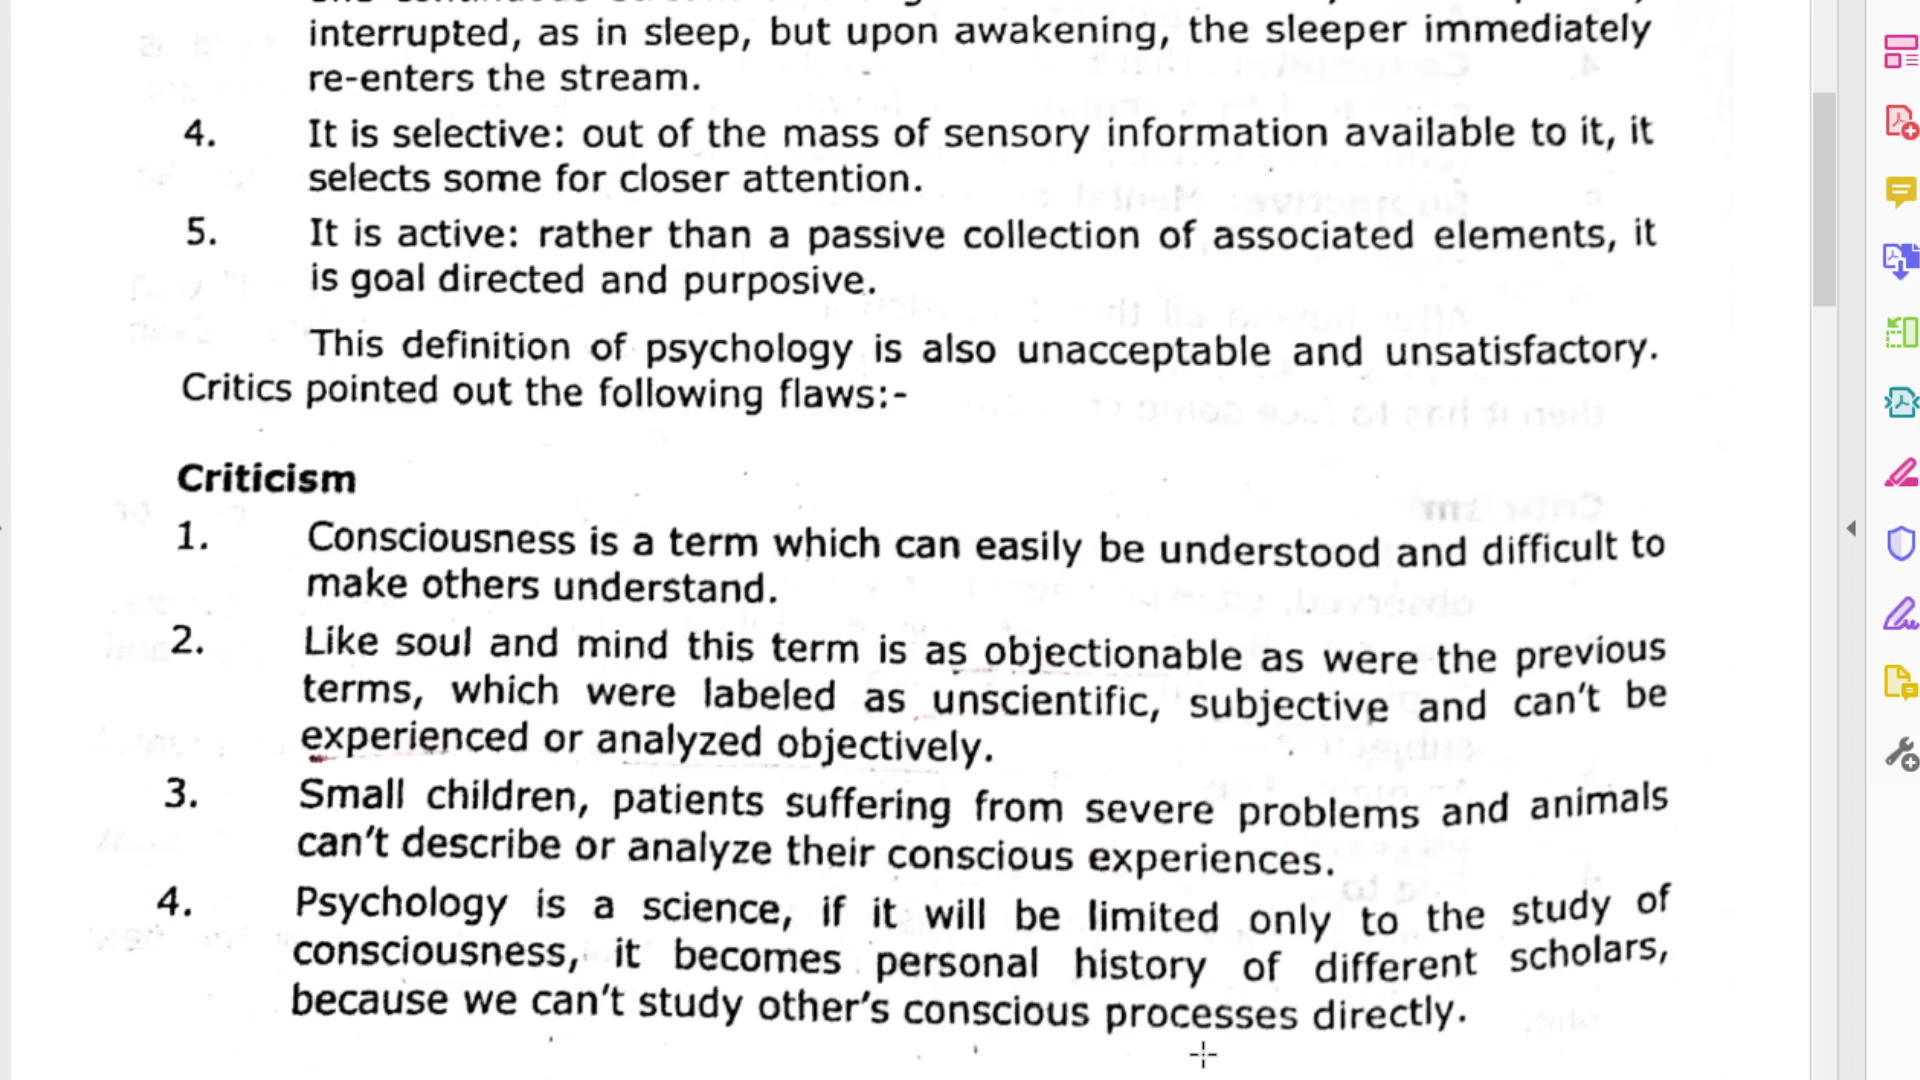 interrupted, as in sleep, but upon awakening, the sleeper immediately
re-enters the stream.
4. It is selective: out of the mass of sensory information available to it, it
selects some for closer attention.
5. It is active: rather than a passive collection of associated elements, it
is goal directed and purposive.
This definition of psychology is also unacceptable and unsatisfactory.
Critics pointed out the following flaws:-
Criticism
1. Consciousness is a term which can easily be understood and difficult to
make others understand.
2. Like soul and mind this term is as objectionable as were the previous
terms, which were labeled as unscientific, subjective and can't be
experienced or analyzed objectively.
3. Small children, patients suffering from severe problems and animals
can't describe or analyze their conscious experiences.
4. Psychology is a science, if it will be limited only to the study of
consciousness, it becomes personal history of different scholars,
because we can't study other's conscious processes directly.